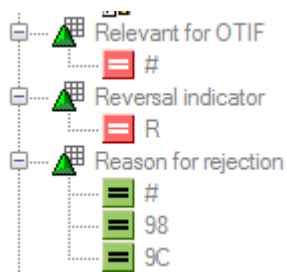 Relevant for OTIF
#
Reversal indicator
R
Reason for rejection
#
98
9C